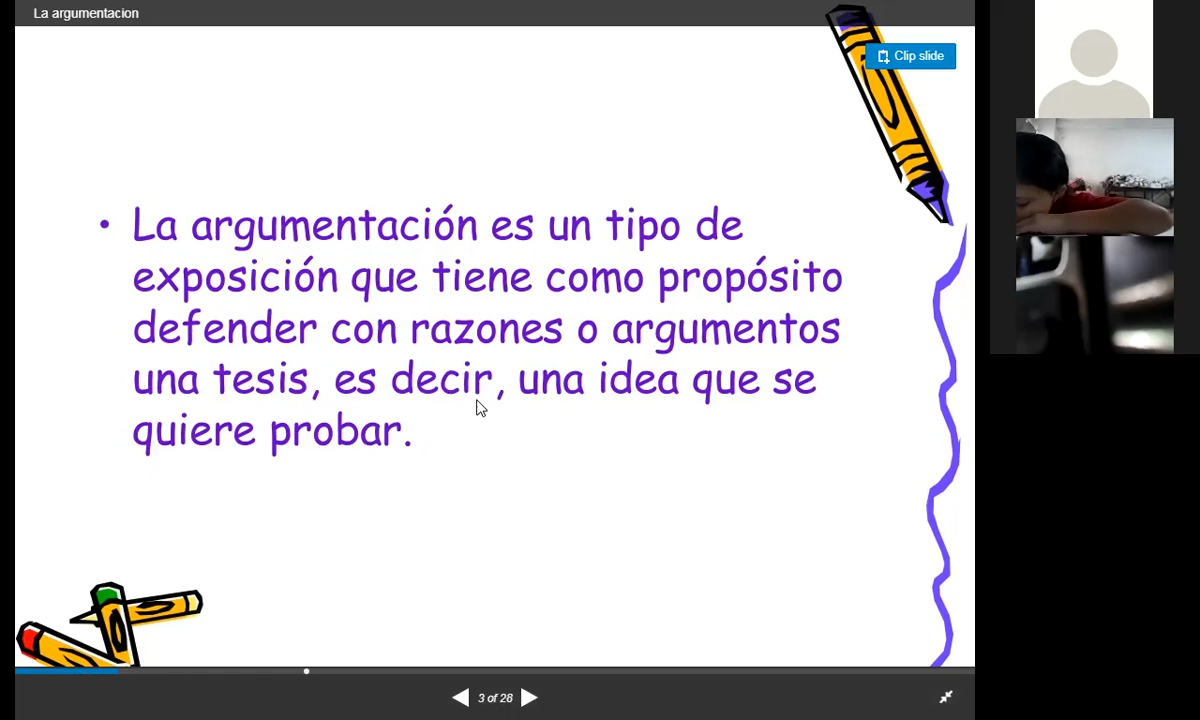 La argumentacion
Clip slide
• La argumentación es un tipo de
exposición que tiene como propósito
defender con razones o argumentos
una tesis, es decir, una idea que se
quiere probar.
3 of 28